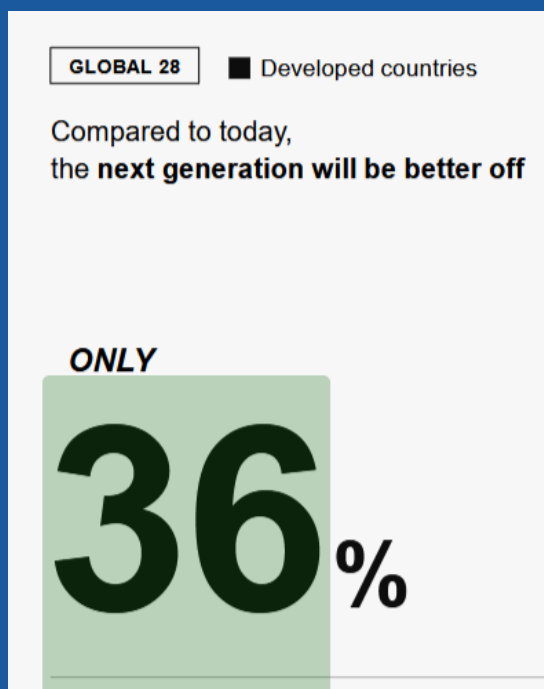 GLOBAL 28
Developed countries
Compared to today,
the next generation will be better off
ONLY
36%